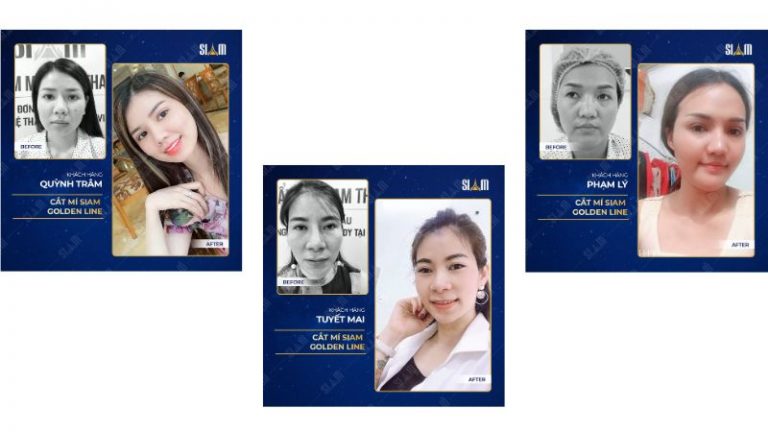 SIAM
BEFORE
KHÁCH HÀNG
QUỲNH TRÂM
CẮT MÍ SIAM
GOLDEN LINE
AFTER
SIAM
BEFORE
KHÁCH HÀNG
TUYẾT MAI
CẮT MÍ SIAM
GOLDEN LINE
AFTER
SIAM
BEFORE
KHÁCH HÀNG
PHẠM LÝ
CẮT MÍ SIAM
GOLDEN LINE
AFTER